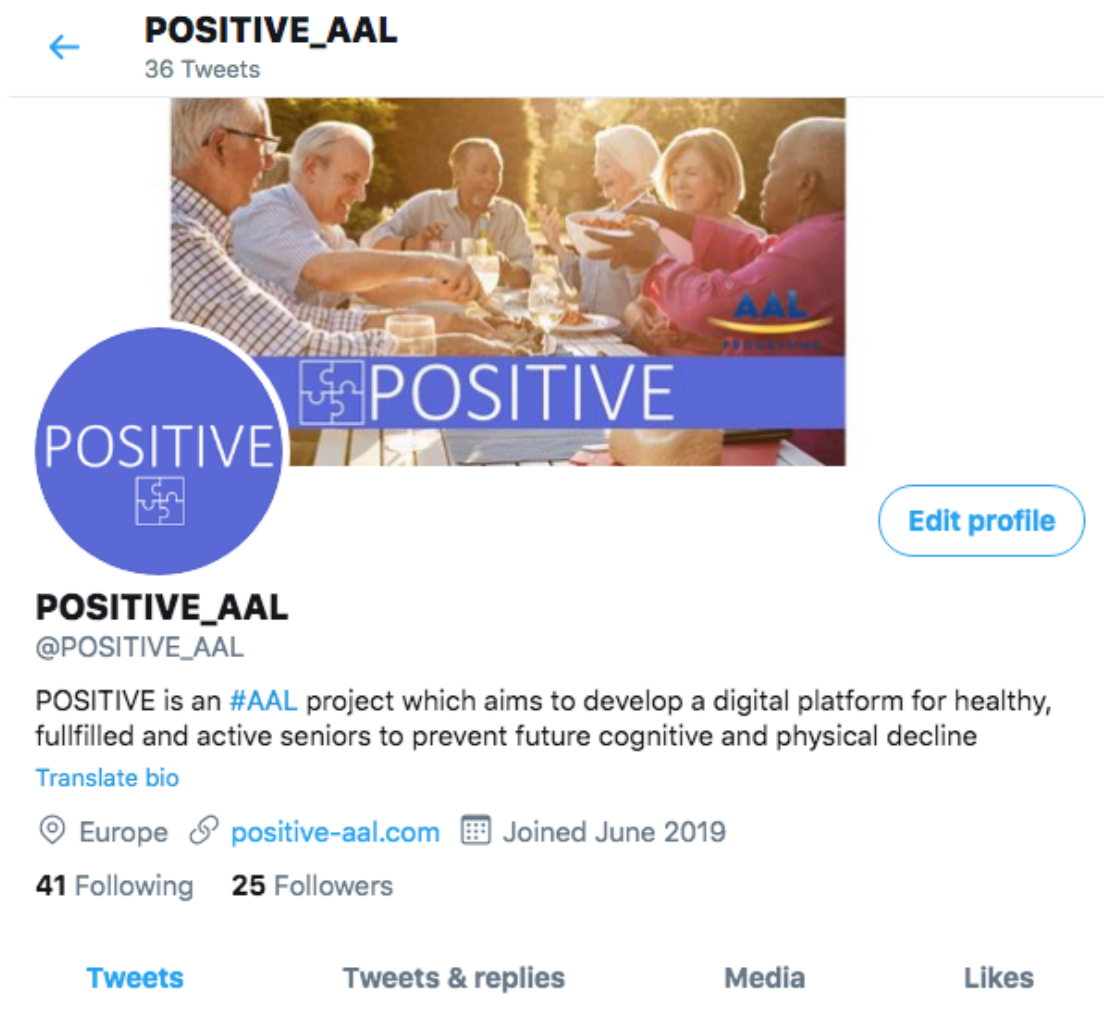 POSITIVE_AAL
36 Tweets
AAL
PROGRAMME
POSITIVE
POSITIVE
Edit profile
POSITIVE_AAL
@POSITIVE_AAL
POSITIVE is an #AAL project which aims to develop a digital platform for healthy,
fullfilled and active seniors to prevent future cognitive and physical decline
Translate bio
Europe positive-aal.com Joined June 2019
41 Following 25 Followers
Tweets Tweets & replies Media Likes